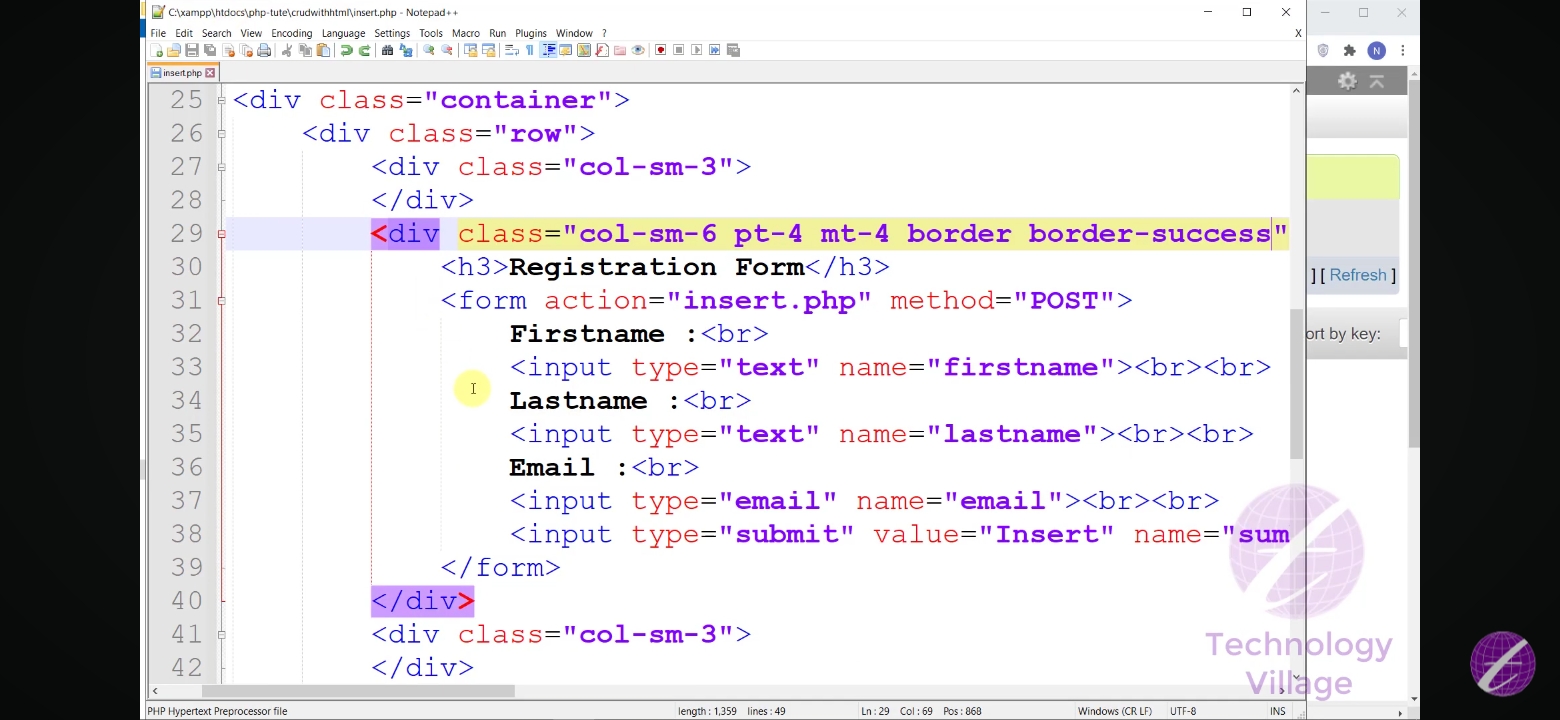 C:\xampp\htdocs\php-tute\crudwithhtml\insert.php - Notepad++
File Edit Search View Encoding Language Settings Tools Macro Run Plugins Window ? X
N
insert.php
25 <div class="container">
26 <div class="row">
27 <div class="col-sm-3">
28 </div>
29 <div class="col-sm-6 pt-4 mt-4 border border-success"
30 <h3>Registration Form</h3>
] [ Refresh ]
31 <form action="insert.php" method="POST">
32 Firstname :<br>
ort by key:
33 <input type="text" name="firstname"><br><br>
34 Lastname :<br>
35 <input type="text" name="lastname"><br><br>
36 Email :<br>
37 <input type="email" name="email"><br><br>
38 <input type="submit" value="Insert" name="sum
39 </form>
40 </div>
41 <div class="col-sm-3">
42 </div>
Technology
Village
PHP Hypertext Preprocessor file length : 1,359 lines : 49 Ln : 29 Col : 69 Pos : 868 Windows (CR LF) UTF-8 INS